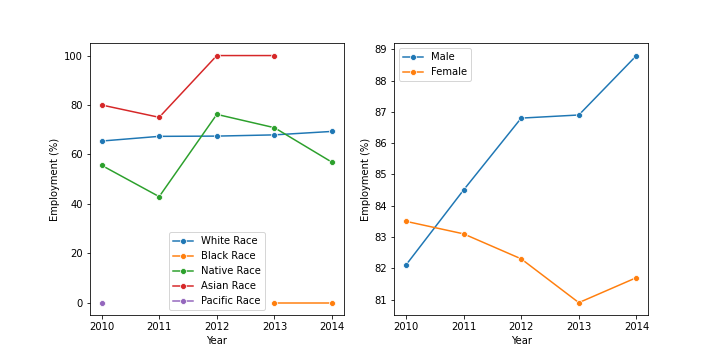 100
80
60
40
20
0
Employment (%)
2010 2011 2012 2013 2014
Year
White Race
Black Race
Native Race
Asian Race
Pacific Race
89
88
87
86
85
84
83
82
81
Employment (%)
2010 2011 2012 2013 2014
Year
Male
Female